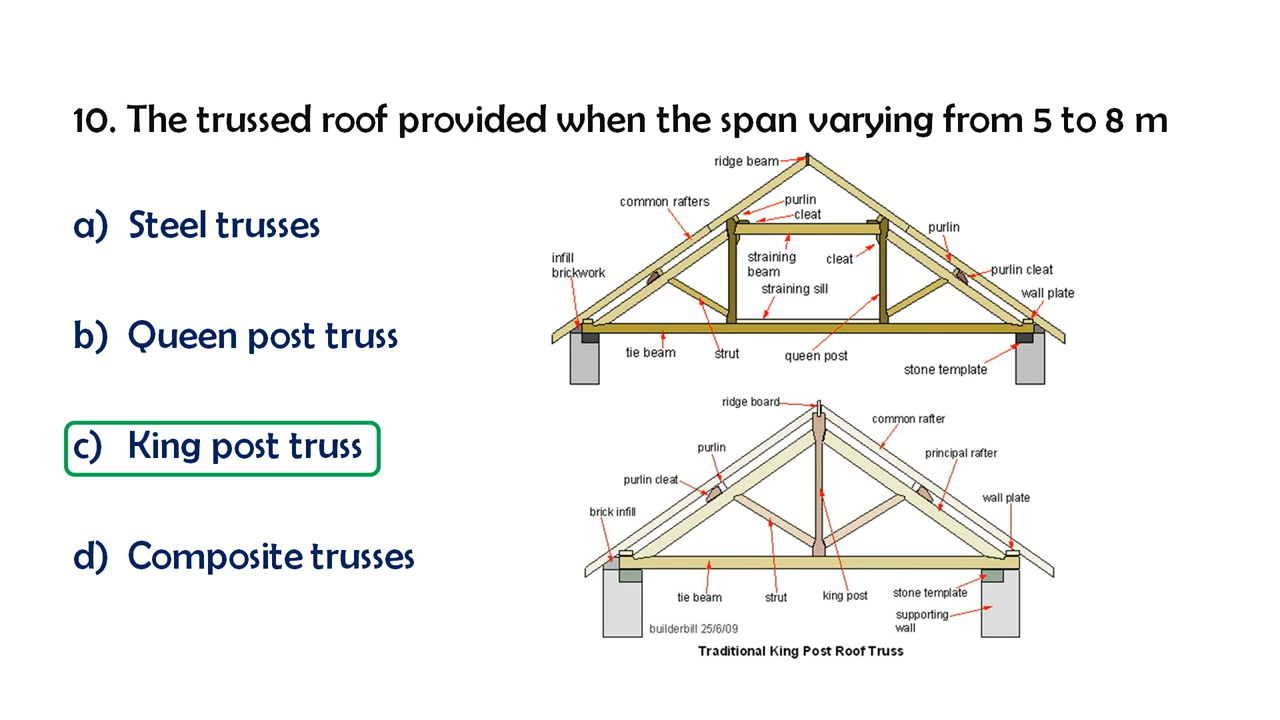 10. The trussed roof provided when the span varying from 5 to 8 m
a) Steel trusses
b) Queen post truss
c) King post truss
d) Composite trusses
ridge beam
common rafters
purlin
cleat
purlin
infill
brickwork
straining
beam
cleat
purlin cleat
straining sill
wall plate
tie beam
strut
queen post
stone template
ridge board
common rafter
purlin
principal rafter
purlin cleat
wall plate
brick infill
tie beam
strut
king post
stone template
supporting
wall
builderbill 25/6/09
Traditional King Post Roof Truss